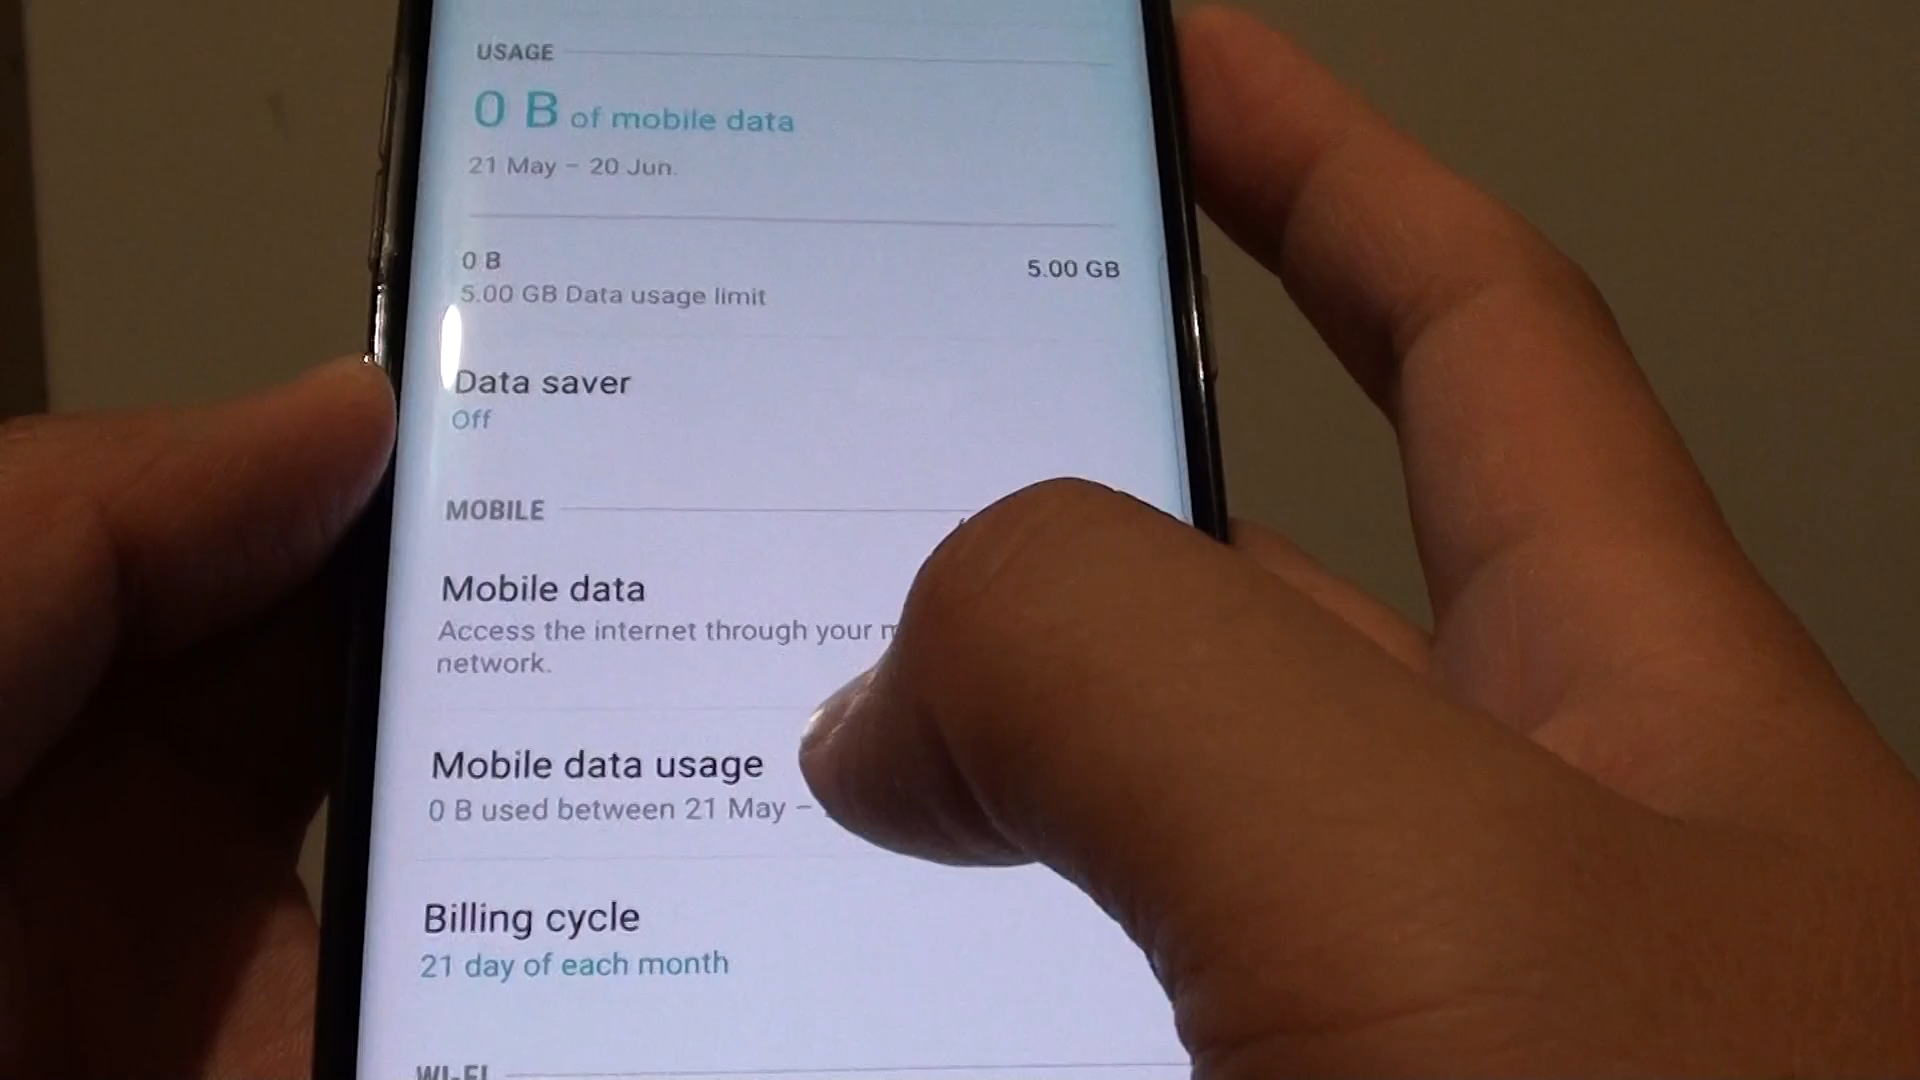 USAGE
0 B of mobile data
21 May – 20 Jun.
0 B
5.00 GB
5.00 GB Data usage limit
Data saver
Off
MOBILE
Mobile data
Access the internet through your
network.
Mobile data usage
0 B used between 21 May –
Billing cycle
21 day of each month
WI-FI